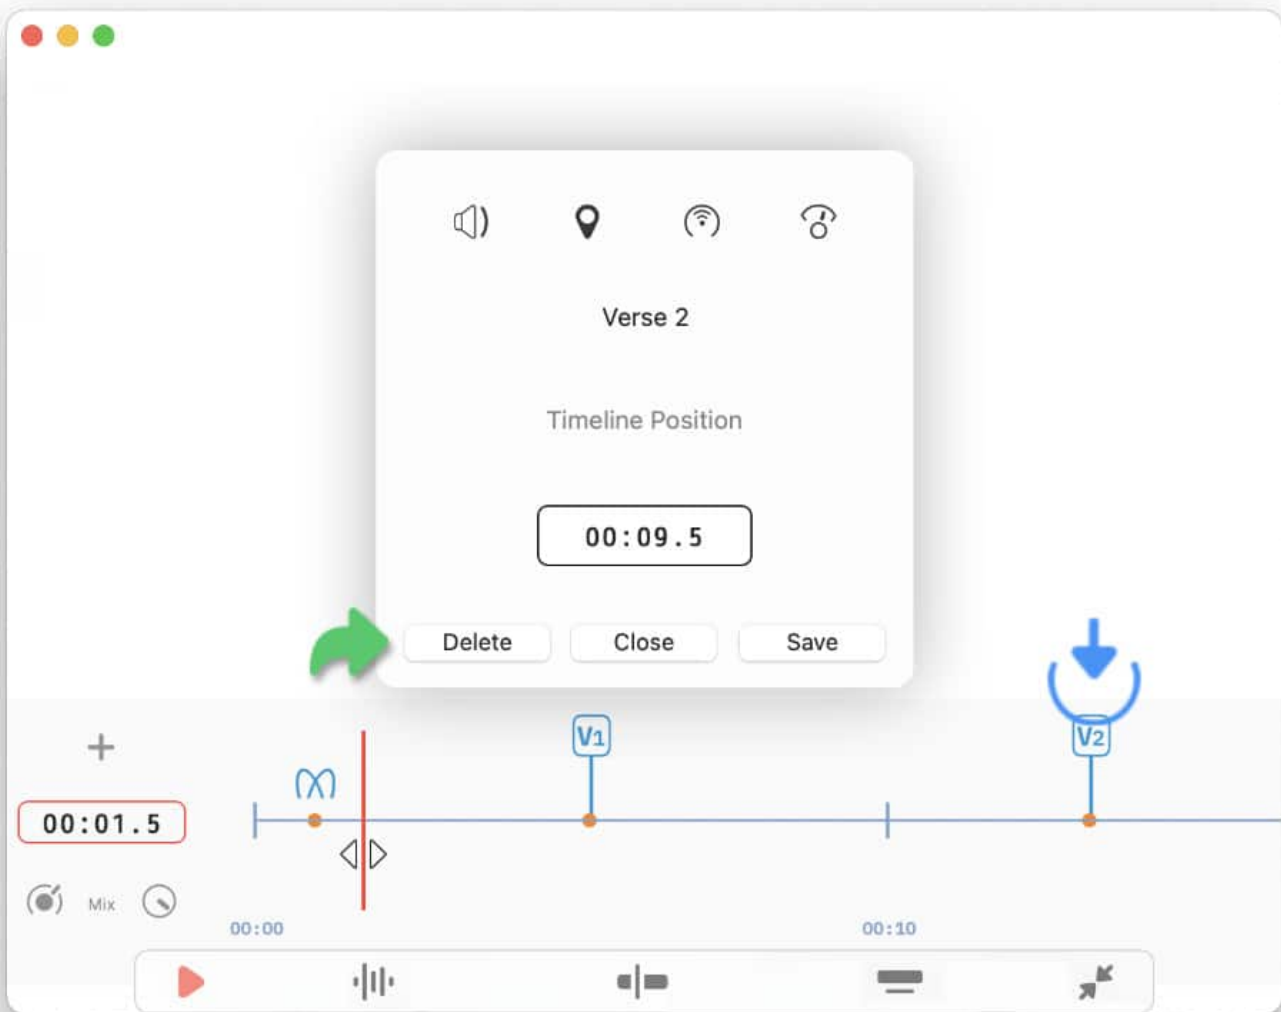 Verse 2
Timeline Position
00:09.5
Delete Close Save
V1 V2
00:01.5
Mix
00:00 00:10